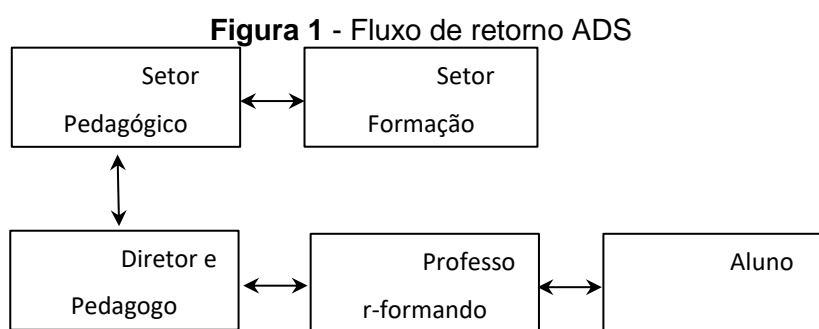 Figura 1 - Fluxo de retorno ADS
Setor
Pedagógico
Setor
Formação
Diretor e
Pedagogo
Professo
r-formando
Aluno